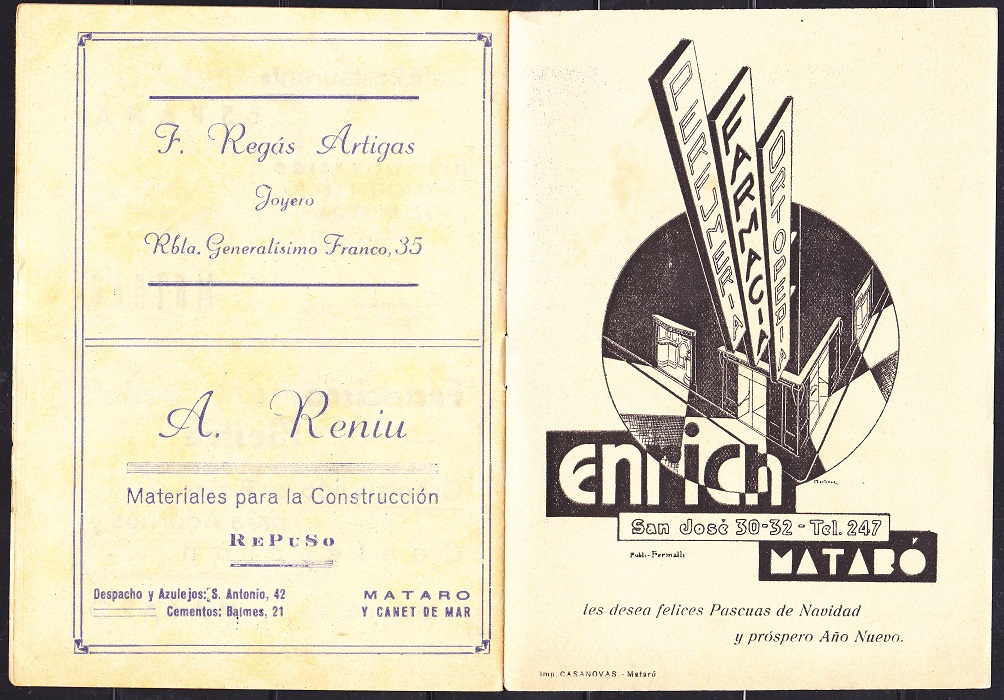 F. Regás Artigas
Joyero
Rbla. Generalísimo Franco, 35
A. Reniu
Materiales para la Construcción
REPUSO
Despacho y Azulejos: S. Antonio, 42
Cementos: Balmes, 21
MATARO
Y CANET DE MAR
PERFUMERIA
FARMACIA
ORTOPEDIA
ENRICH
San José 30-32 - Tel. 247
Publi-Fermalli
MATARÓ
les desea felices Pascuas de Navidad
y próspero Año Nuevo.
Imp. CASANOVAS - Mataró